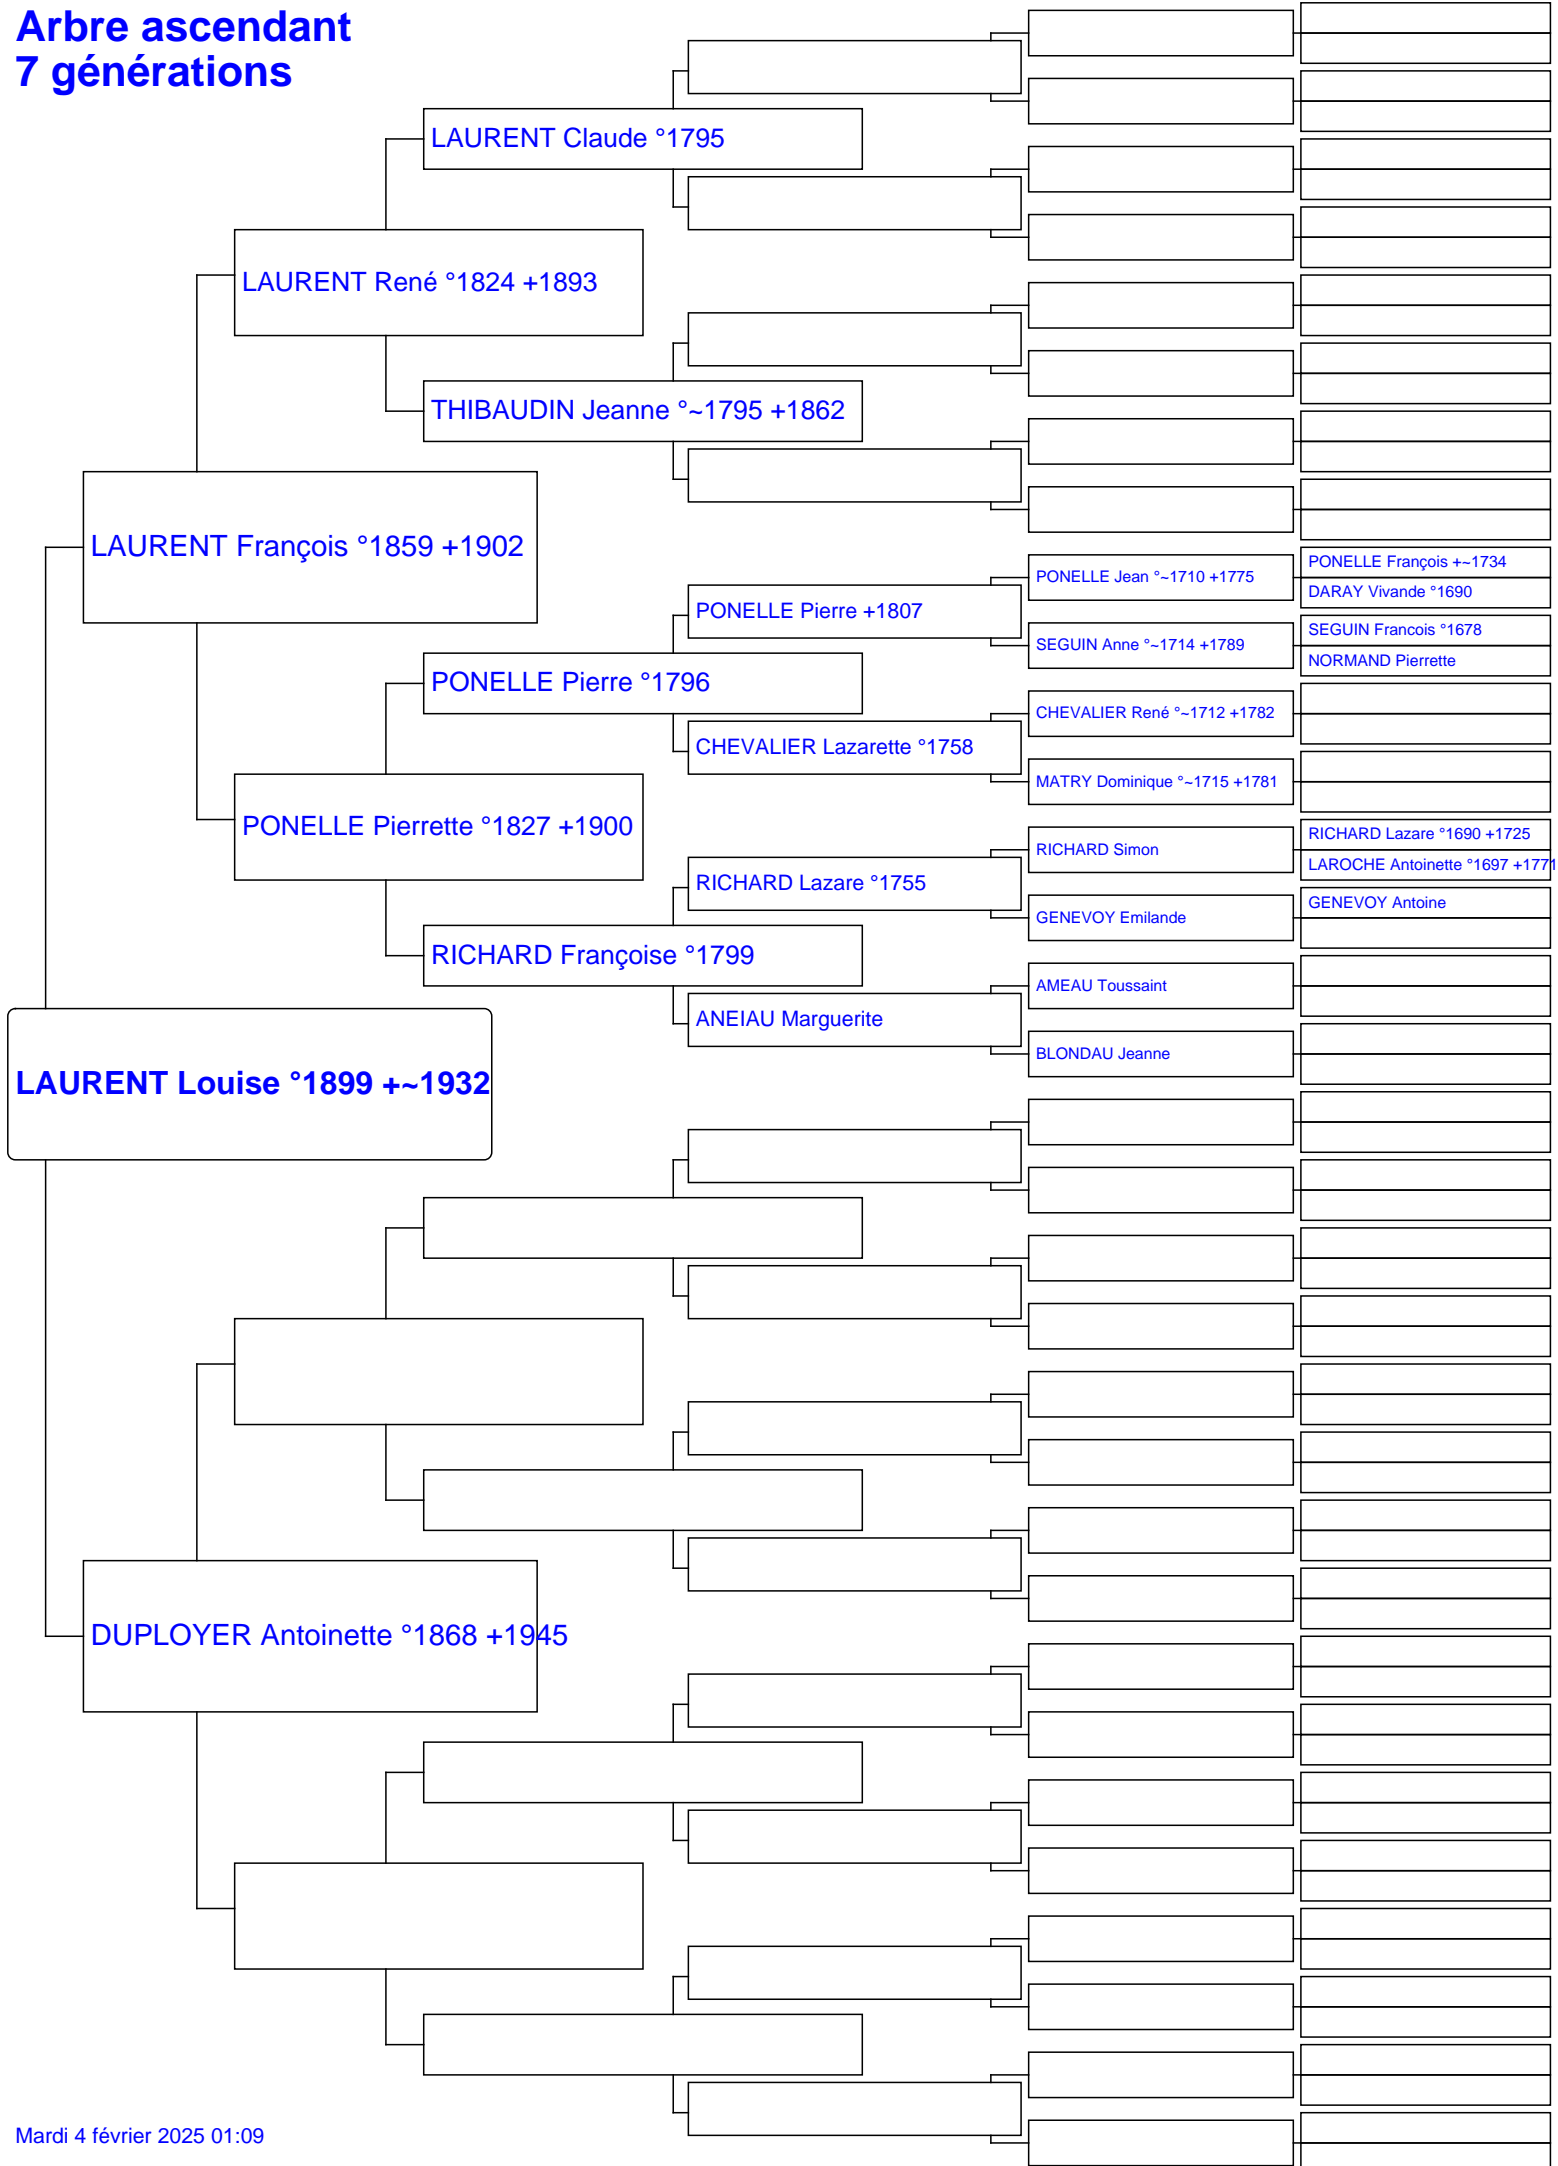 Arbre ascendant
7 générations
LAURENT Claude °1795
LAURENT René °1824 +1893
THIBAUDIN Jeanne °~1795 +1862
LAURENT François °1859 +1902
PONELLE François +~1734
PONELLE Jean °~1710 +1775
DARAY Vivande °1690
PONELLE Pierre +1807
SEGUIN Francois °1678
SEGUIN Anne °~1714 +1789
NORMAND Pierrette
PONELLE Pierre °1796
CHEVALIER René °~1712 +1782
CHEVALIER Lazarette °1758
MATRY Dominique °~1715 +1781
PONELLE Pierrette °1827 +1900
RICHARD Lazare °1690 +1725
RICHARD Simon
LAROCHE Antoinette °1697 +1771
RICHARD Lazare °1755
GENEVOY Antoine
GENEVOY Emilande
RICHARD Françoise °1799
AMEAU Toussaint
ANEIAU Marguerite
BLONDAU Jeanne
LAURENT Louise °1899 +~1932
DUPLOYER Antoinette °1868 +1945
Mardi 4 février 2025 01:09